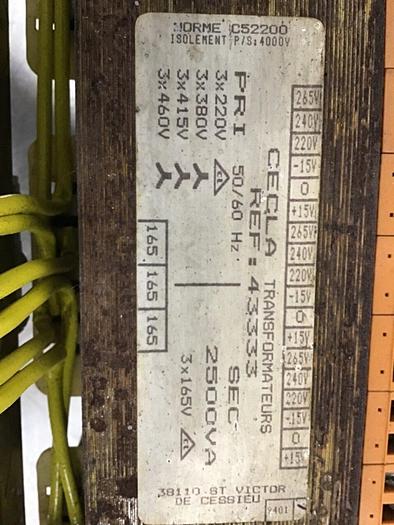 NORME C52200
ISOLEMENT P/S:4000V
265V 240V 220V -15V 0 +15V 265V 240V 220V -15V 0 +15V 265V 240V 220V -15V 0 +15V
CECLA TRANSFORMATEURS
REF: 43333
PRI 50/60 Hz
3x220V
3x380V
3x415V
3x460V
SEC
2500VA
3x165V
165 165 165
38110 ST VICTOR
DE CESSIEU
9401